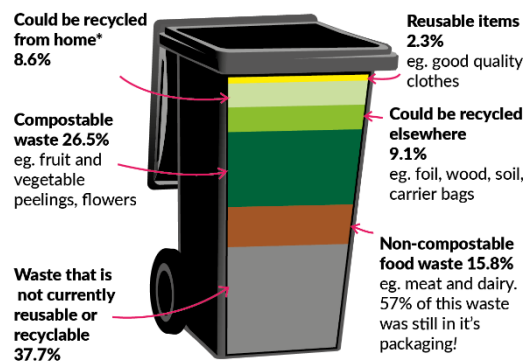 Could be recycled
from home*
8.6%
Reusable items
2.3%
eg. good quality
clothes
Compostable
waste 26.5%
eg. fruit and
vegetable
peelings, flowers
Could be recycled
elsewhere
9.1%
eg. foil, wood, soil,
carrier bags
Non-compostable
food waste 15.8%
eg. meat and dairy.
57% of this waste
was still in it's
packaging!
Waste that is
not currently
reusable or
recyclable
37.7%